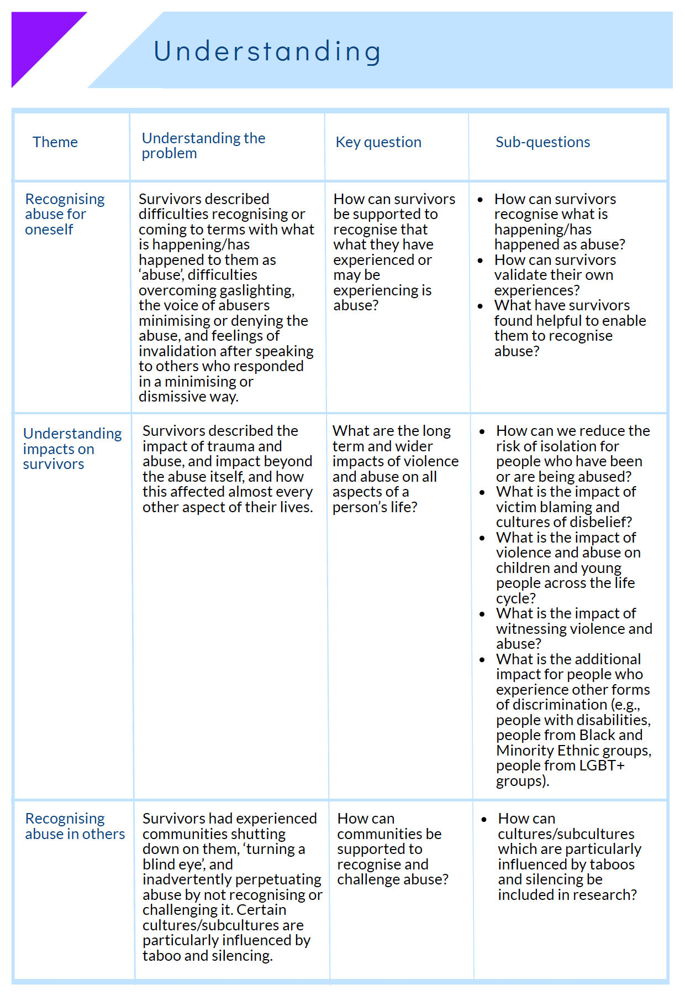 Understanding
Theme
Understanding the
problem
Key question
Sub-questions
Recognising
abuse for
oneself
Survivors described
difficulties recognising or
coming to terms with what
is happening/has
happened to them as
‘abuse’, difficulties
overcoming gaslighting,
the voice of abusers
minimising or denying the
abuse, and feelings of
invalidation after speaking
to others who responded
in a minimising or
dismissive way.
How can survivors
be supported to
recognise that
what they have
experienced or
may be
experiencing is
abuse?
• How can survivors
recognise what is
happening/has
happened as abuse?
• How can survivors
validate their own
experiences?
• What have survivors
found helpful to enable
them to recognise
abuse?
Understanding
impacts on
survivors
Survivors described the
impact of trauma and
abuse, and impact beyond
the abuse itself, and how
this affected almost every
other aspect of their lives.
What are the long
term and wider
impacts of violence
and abuse on all
aspects of a
person’s life?
• How can we reduce the
risk of isolation for
people who have been
or are being abused?
• What is the impact of
victim blaming and
cultures of disbelief?
• What is the impact of
violence and abuse on
children and young
people across the life
cycle?
• What is the impact of
witnessing violence and
abuse?
• What is the additional
impact for people who
experience other forms
of discrimination (e.g.,
people with disabilities,
people from Black and
Minority Ethnic groups,
people from LGBT+
groups).
Recognising
abuse in others
Survivors had experienced
communities shutting
down on them, ‘turning a
blind eye’, and
inadvertently perpetuating
abuse by not recognising or
challenging it. Certain
cultures/subcultures are
particularly influenced by
taboo and silencing.
How can
communities be
supported to
recognise and
challenge abuse?
• How can
cultures/subcultures
which are particularly
influenced by taboos
and silencing be
included in research?